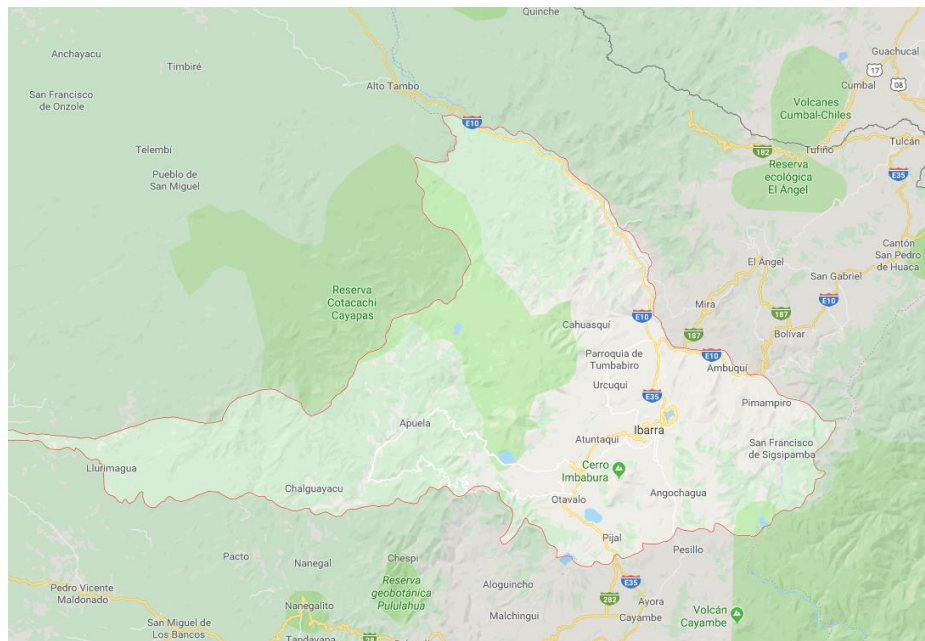 Quinche
Anchayacu
Timbiré
Guachucal
17
08
Cumbal
Alto Tambo
San Francisco
de Onzole
Volcanes
Cumbal-Chiles
E10
Telembí
182
Tufiño
Tulcán
Pueblo de
San Miguel
Reserva
ecológica
El Ángel
E35
Cantón
San Pedro
de Huaca
El Ángel
San Gabriel
Reserva
Cotacachi
Cayapas
E10
Mira
187
E10
Cahuasquí
187
Bolívar
Parroquia de
Tumbabiro
E10
Ambuquí
Urcuqui
E35
Pimampiro
Apuela
Ibarra
Atuntaqui
San Francisco
de Sigsipamba
Llurimagua
Cerro
Imbabura
Chalguayacu
Otavalo
Angochagua
Pijal
Pesillo
Pacto
Nanegal
Chespi
Pedro Vicente
Maldonado
Reserva
geobotánica
Pululahua
Aloguincho
E35
Nanegalito
282
Ayora
Malchingui
Cayambe
Volcán
Cayambe
San Miguel de
Los Bancos
Tandayapa
28